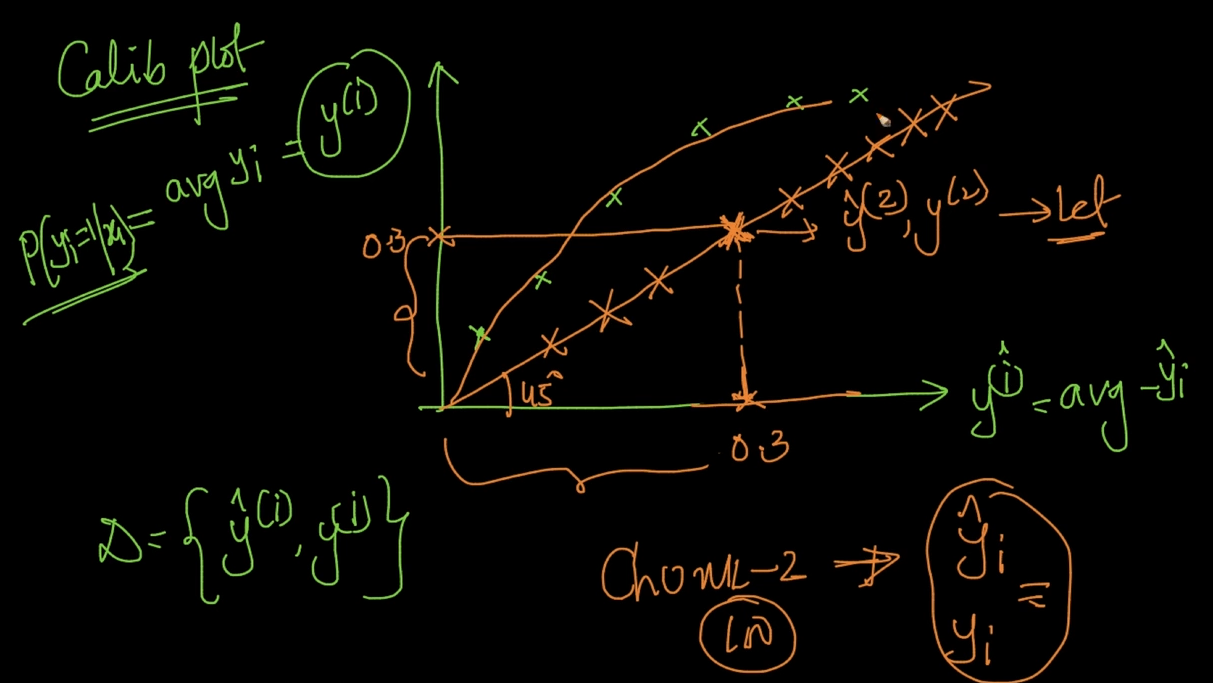 Calib plot
P(yi=1|xi) = avg yi = y(i)
0.3
ŷ(2), y(2) → Let
45°
ŷ(i) = avg - ŷi
0.3
D = { ŷ(i), y(i) }
Chunk-2 → ŷi
yi =